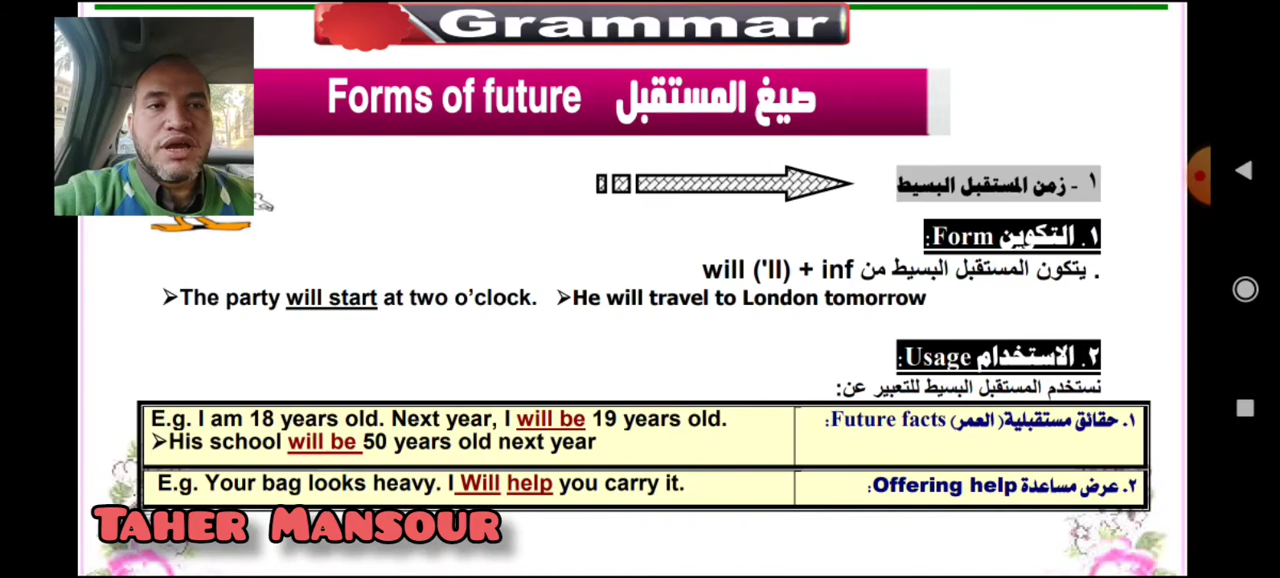 Grammar
Forms of future صيغ المستقبل
١ - زمن المستقبل البسيط
١. التكوين Form:
. يتكون المستقبل البسيط من will ('ll) + inf
➢The party will start at two o’clock. ➢He will travel to London tomorrow
٢. الاستخدام Usage:
نستخدم المستقبل البسيط للتعبير عن:
١. حقائق مستقبلية( العمر) Future facts:
E.g. I am 18 years old. Next year, I will be 19 years old.
➢His school will be 50 years old next year
٢. عرض مساعدة Offering help:
E.g. Your bag looks heavy. I Will help you carry it.
TAHER MANSOUR